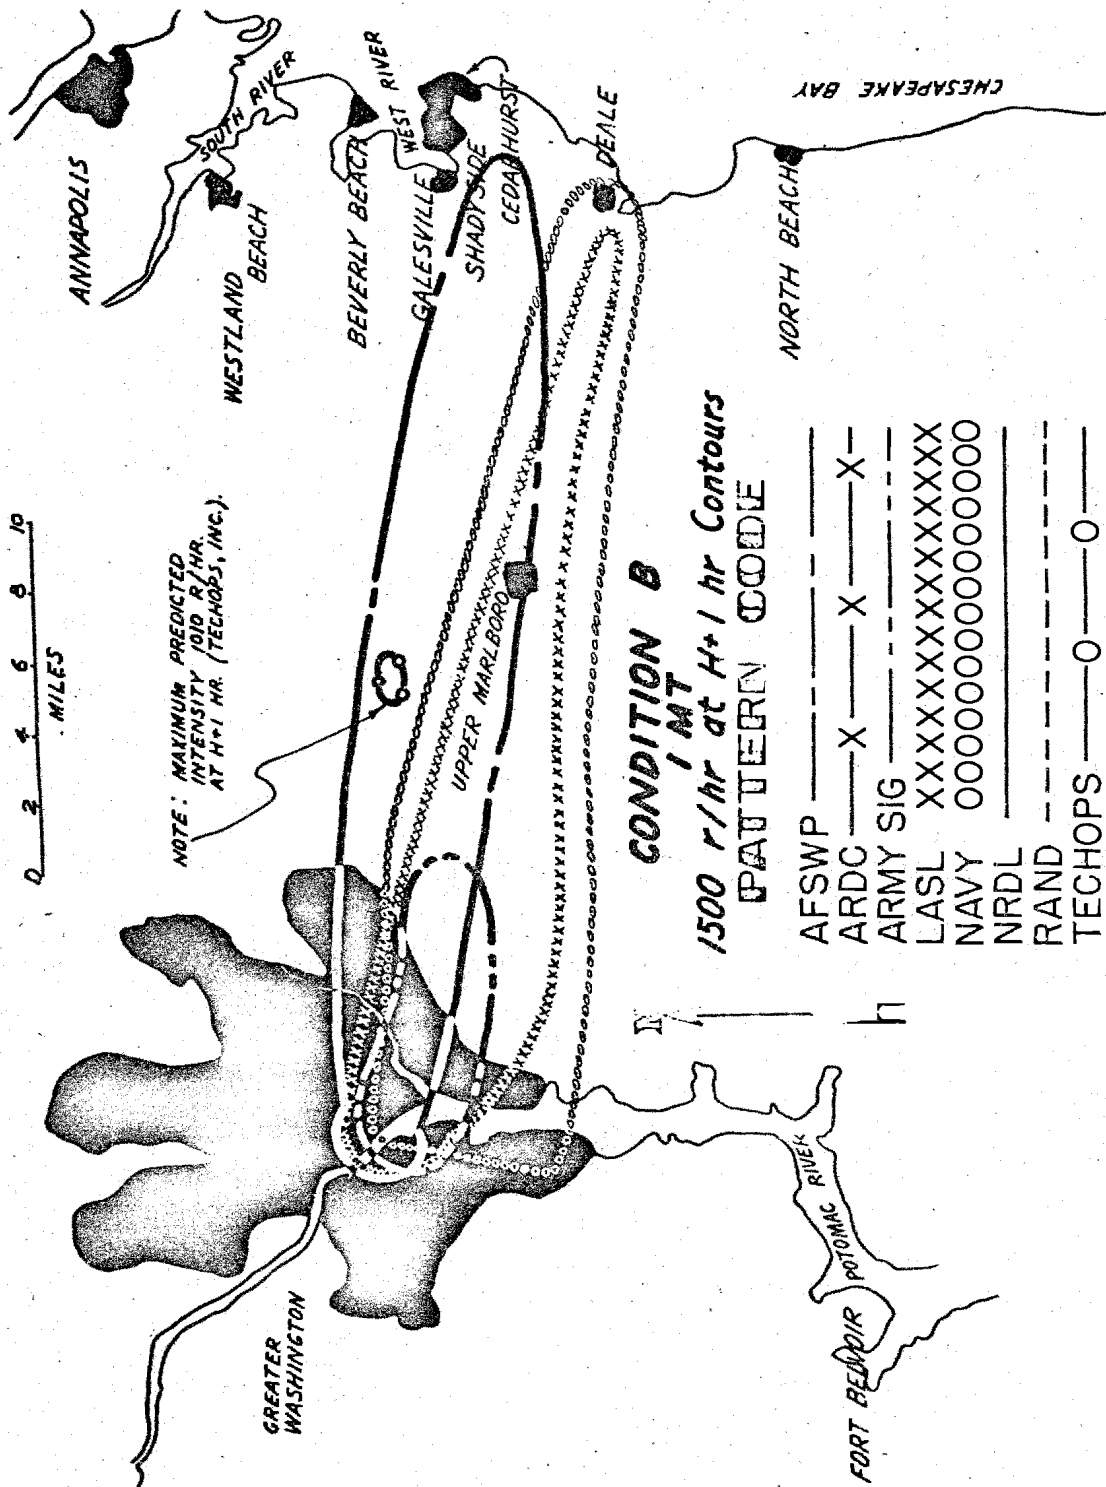 0 2 4 6 8 10
MILES
NOTE: MAXIMUM PREDICTED
INTENSITY 1010 R/HR.
AT H+1 HR. (TECHOPS, INC.).
ANNAPOLIS
SOUTH RIVER
WESTLAND
BEACH
BEVERLY BEACH
WEST RIVER
GALESVILLE
SHADYSIDE
CEDARHURST
DEALE
NORTH BEACH
CHESAPEAKE BAY
UPPER MARLBORO
GREATER
WASHINGTON
POTOMAC RIVER
FORT BELVOIR
CONDITION B
1 MT
1500 r/hr at H+1 hr Contours
PATTERN CODE
AFSWP
ARDC X X X
ARMY SIG
LASL XXXXXXXXXXXXXXXX
NAVY OOOOOOOOOOOOOOOO
NRDL
RAND
TECHOPS O O